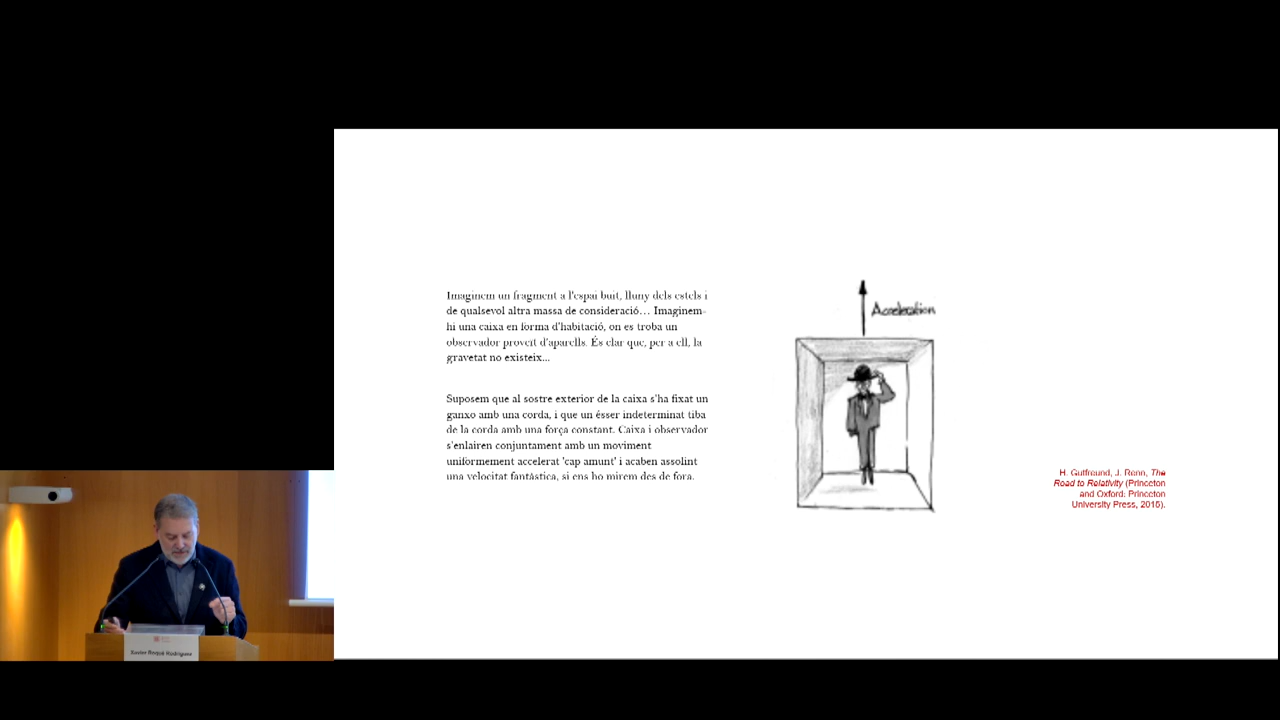 Imaginem un fragment a l'espai buit, lluny dels estels i
de qualsevol altra massa de consideració… Imaginem-
hi una caixa en forma d'habitació, on es troba un
observador proveït d'aparells. És clar que, per a ell, la
gravetat no existeix...
Suposem que al sostre exterior de la caixa s'ha fixat un
ganxo amb una corda, i que un ésser indeterminat tiba
de la corda amb una força constant. Caixa i observador
s'enlairen conjuntament amb un moviment
uniformement accelerat 'cap amunt' i acaben assolint
una velocitat fantàstica, si ens ho mirem des de fora.
Acceleration
H. Gutfreund, J. Renn, The
Road to Relativity (Princeton
and Oxford: Princeton
University Press, 2015).
Xavier Roqué Rodríguez